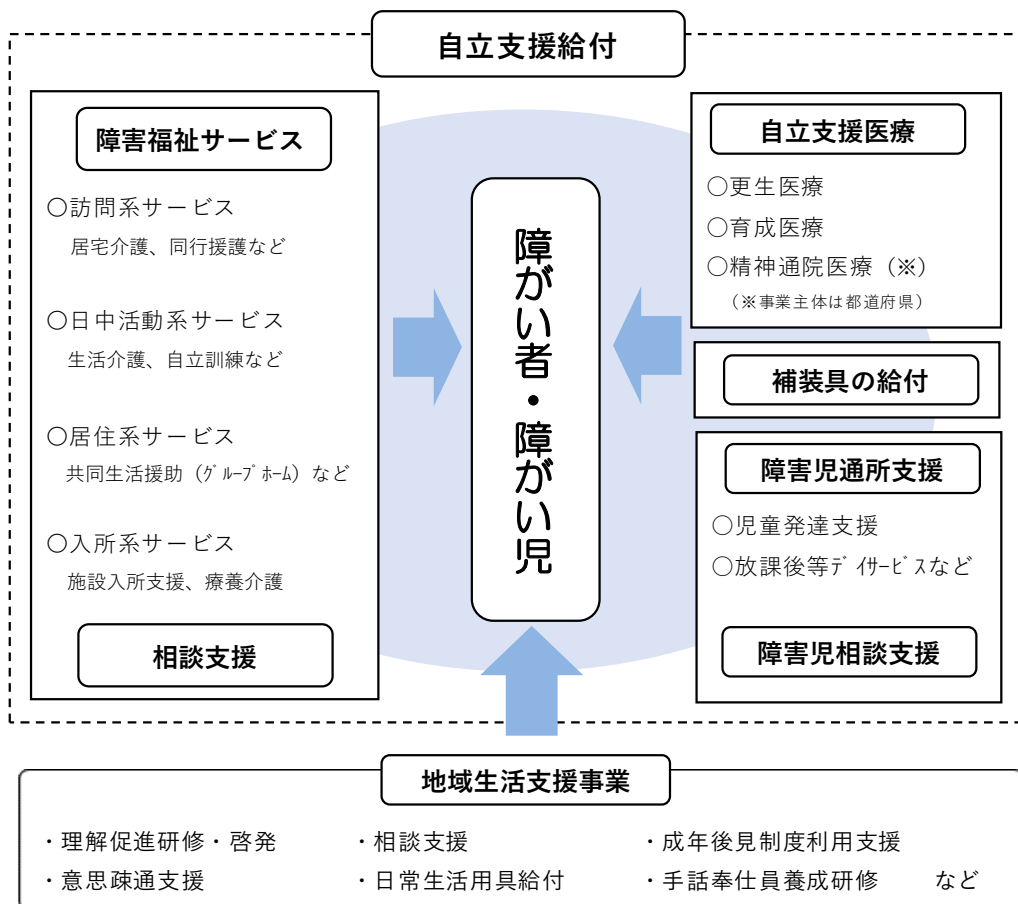 自立支援給付
障害福祉サービス
○訪問系サービス
居宅介護、同行援護など
○日中活動系サービス
生活介護、自立訓練など
○居住系サービス
共同生活援助（ｸﾞﾙｰﾌﾟﾎｰﾑ）など
○入所系サービス
施設入所支援、療養介護
相談支援
障がい者・障がい児
自立支援医療
○更生医療
○育成医療
○精神通院医療（※）
（※事業主体は都道府県）
補装具の給付
障害児通所支援
○児童発達支援
○放課後等ﾃﾞｲｻｰﾋﾞｽなど
障害児相談支援
地域生活支援事業
・理解促進研修・啓発　・相談支援　・成年後見制度利用支援
・意思疎通支援　・日常生活用具給付　・手話奉仕員養成研修　など